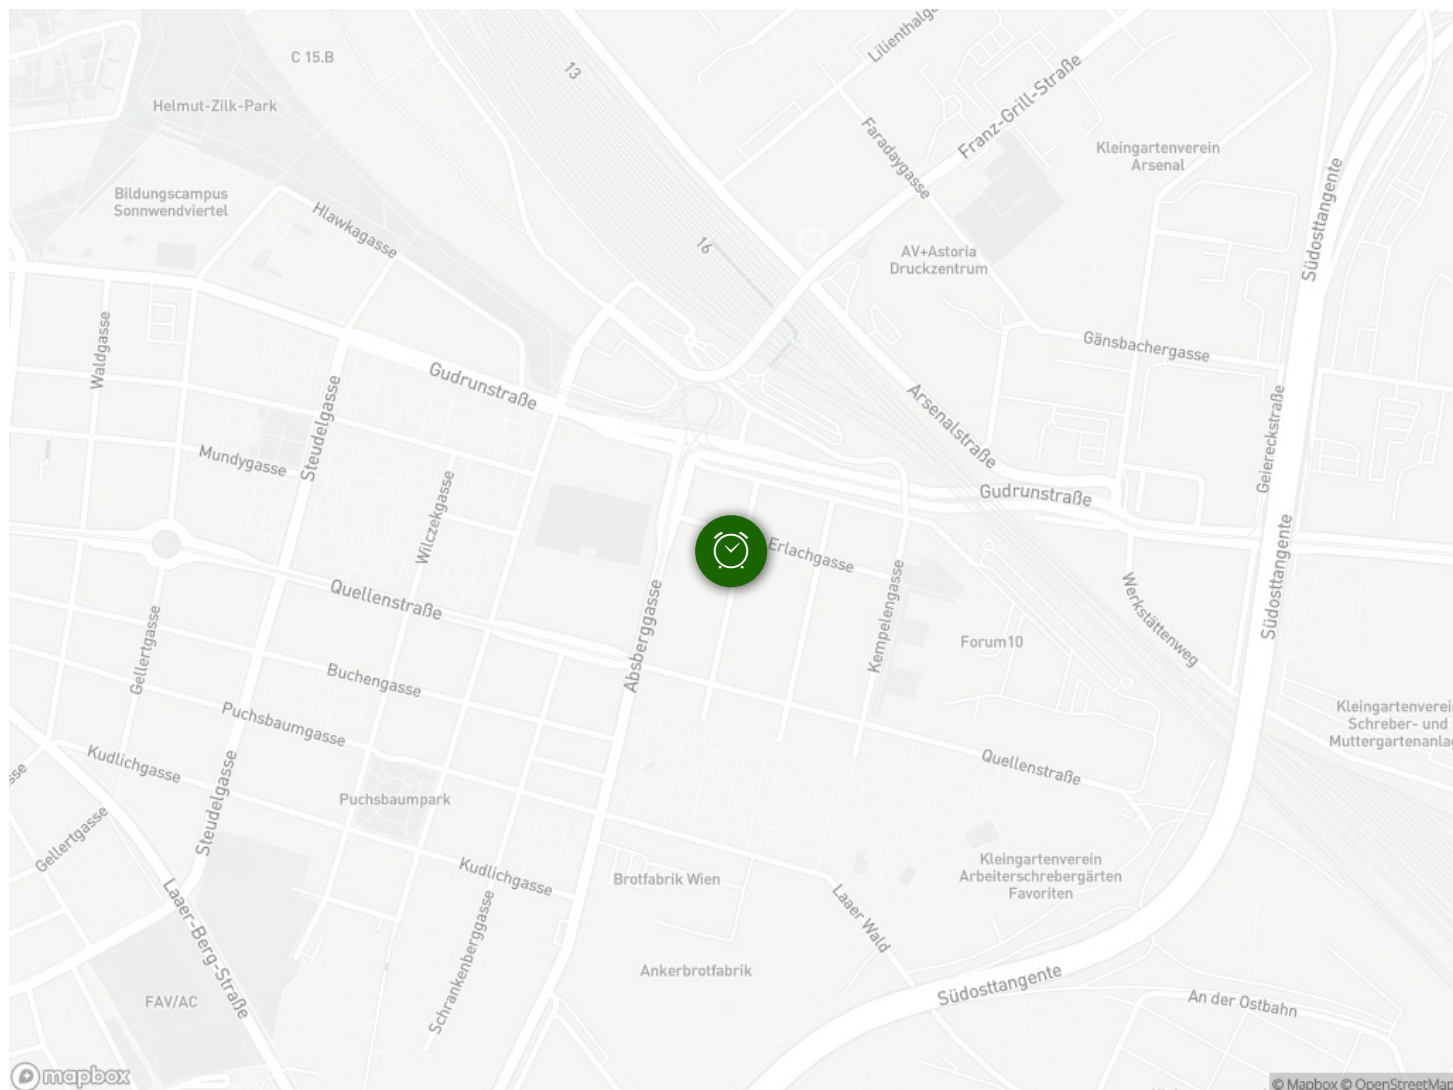 C 15.B
13
Lilienthalg
Helmut-Zilk-Park
Franz-Grill-Straße
Faradaygasse
Kleingartenverein
Arsenal
Bildungscampus
Sonnwendviertel
Hlawkagasse
16
Südosttangente
AV+Astoria
Druckzentrum
Waldgasse
Gänsbachergasse
Gudrunstraße
Steudelgasse
Arsenalstraße
Geiereckstraße
Mundygasse
Wilczekgasse
Gudrunstraße
Erlachgasse
Südosttangente
Quellenstraße
Absberggasse
Kempelengasse
Werkstättenweg
Gellertgasse
Forum10
Buchengasse
Puchsbaumgasse
Kleingartenverei
Schreber- und
Muttergartenanlag
Kudlichgasse
sse
Quellenstraße
Steudelgasse
Puchsbaumpark
Gellertgasse
Kudlichgasse
Brotfabrik Wien
Kleingartenverein
Arbeiterschrebergärten
Favoriten
Laaer-Berg-Straße
Schrankenberggasse
Laaer Wald
Ankerbrotfabrik
Südosttangente
FAV/AC
An der Ostbahn
mapbox
© Mapbox © OpenStreetMap